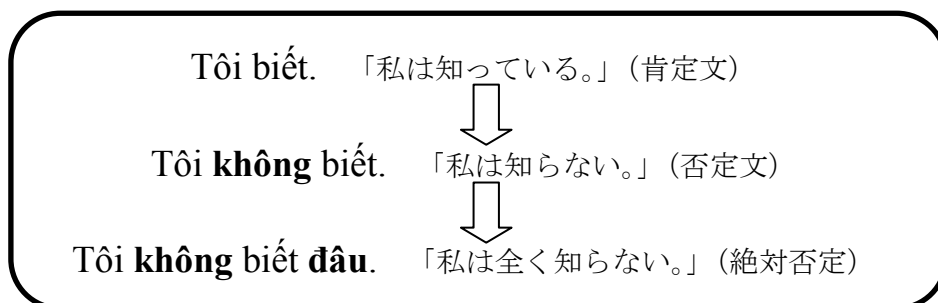 Tôi biết. 「私は知っている。」（肯定文）
Tôi không biết. 「私は知らない。」（否定文）
Tôi không biết đâu. 「私は全く知らない。」（絶対否定）